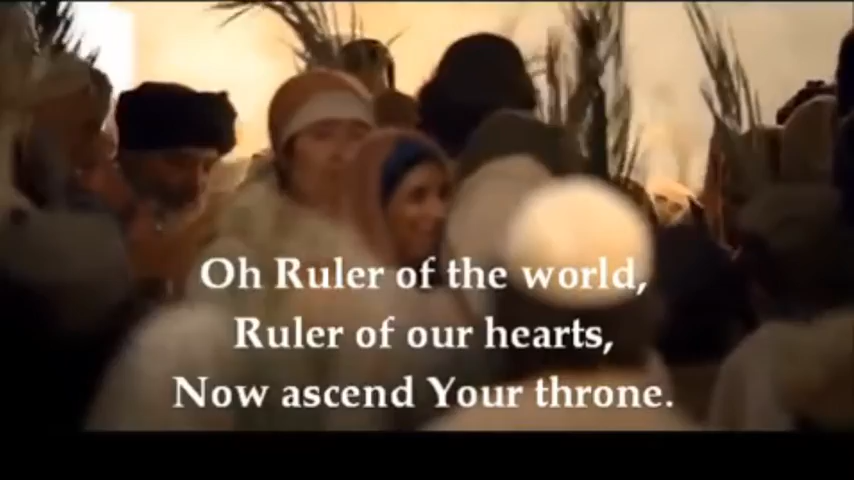 Oh Ruler of the world,
Ruler of our hearts,
Now ascend Your throne.